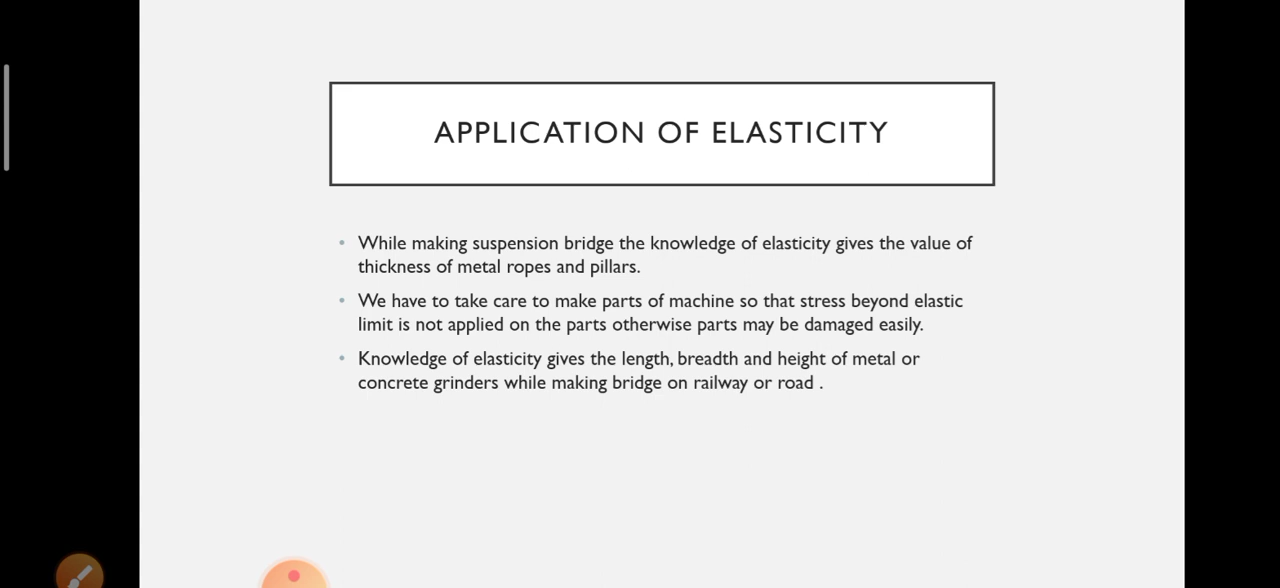 APPLICATION OF ELASTICITY
• While making suspension bridge the knowledge of elasticity gives the value of
thickness of metal ropes and pillars.
• We have to take care to make parts of machine so that stress beyond elastic
limit is not applied on the parts otherwise parts may be damaged easily.
• Knowledge of elasticity gives the length, breadth and height of metal or
concrete grinders while making bridge on railway or road .